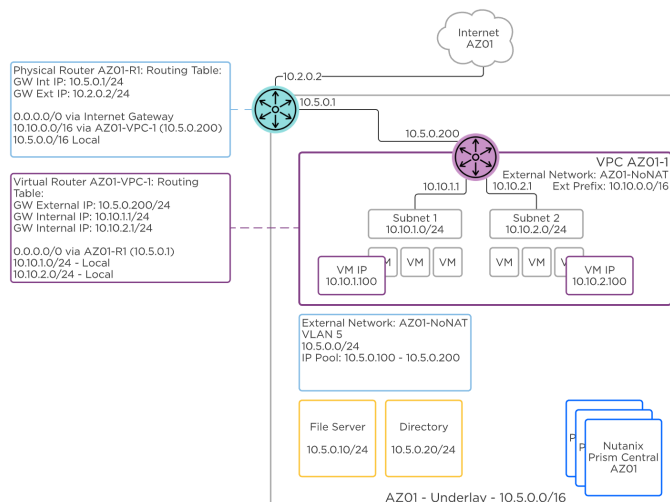 Internet
AZ01
Physical Router AZ01-R1: Routing Table:
GW Int IP: 10.5.0.1/24
GW Ext IP: 10.2.0.2/24
0.0.0.0/0 via Internet Gateway
10.10.0.0/16 via AZ01-VPC-1 (10.5.0.200)
10.5.0.0/16 Local
10.2.0.2
10.5.0.1
10.5.0.200
VPC AZ01-1
External Network: AZ01-NoNAT
Ext Prefix: 10.10.0.0/16
Virtual Router AZ01-VPC-1: Routing
Table:
GW External IP: 10.5.0.200/24
GW Internal IP: 10.10.1.1/24
GW Internal IP: 10.10.2.1/24
0.0.0.0/0 via AZ01-R1 (10.5.0.1)
10.10.1.0/24 - Local
10.10.2.0/24 - Local
10.10.1.1
10.10.2.1
Subnet 1
10.10.1.0/24
Subnet 2
10.10.2.0/24
VM
VM
VM
VM
VM IP
10.10.1.100
VM IP
10.10.2.100
External Network: AZ01-NoNAT
VLAN 5
10.5.0.0/24
IP Pool: 10.5.0.100 - 10.5.0.200
File Server
10.5.0.10/24
Directory
10.5.0.20/24
Nutanix
Prism Central
AZ01
AZ01 - Underlay - 10.5.0.0/16